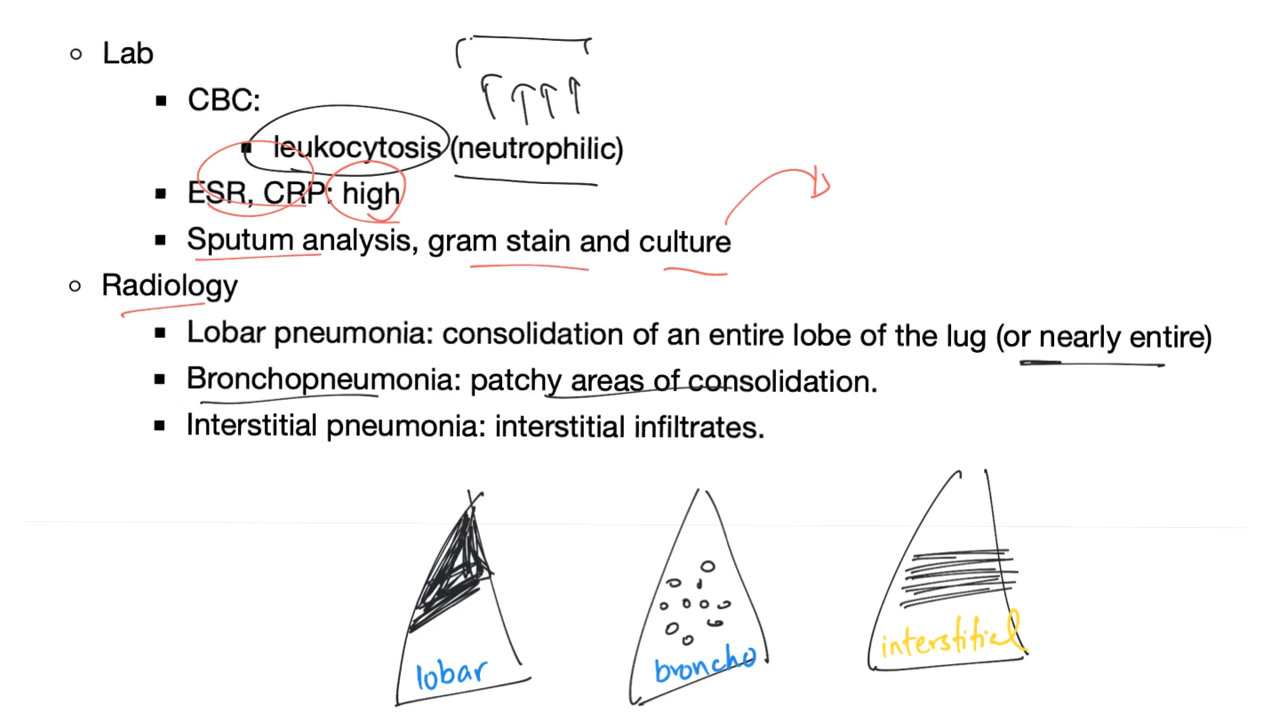 Lab
CBC:
leukocytosis (neutrophilic)
ESR, CRP: high
Sputum analysis, gram stain and culture
Radiology
Lobar pneumonia: consolidation of an entire lobe of the lug (or nearly entire)
Bronchopneumonia: patchy areas of consolidation.
Interstitial pneumonia: interstitial infiltrates.
lobar
broncho
interstitial